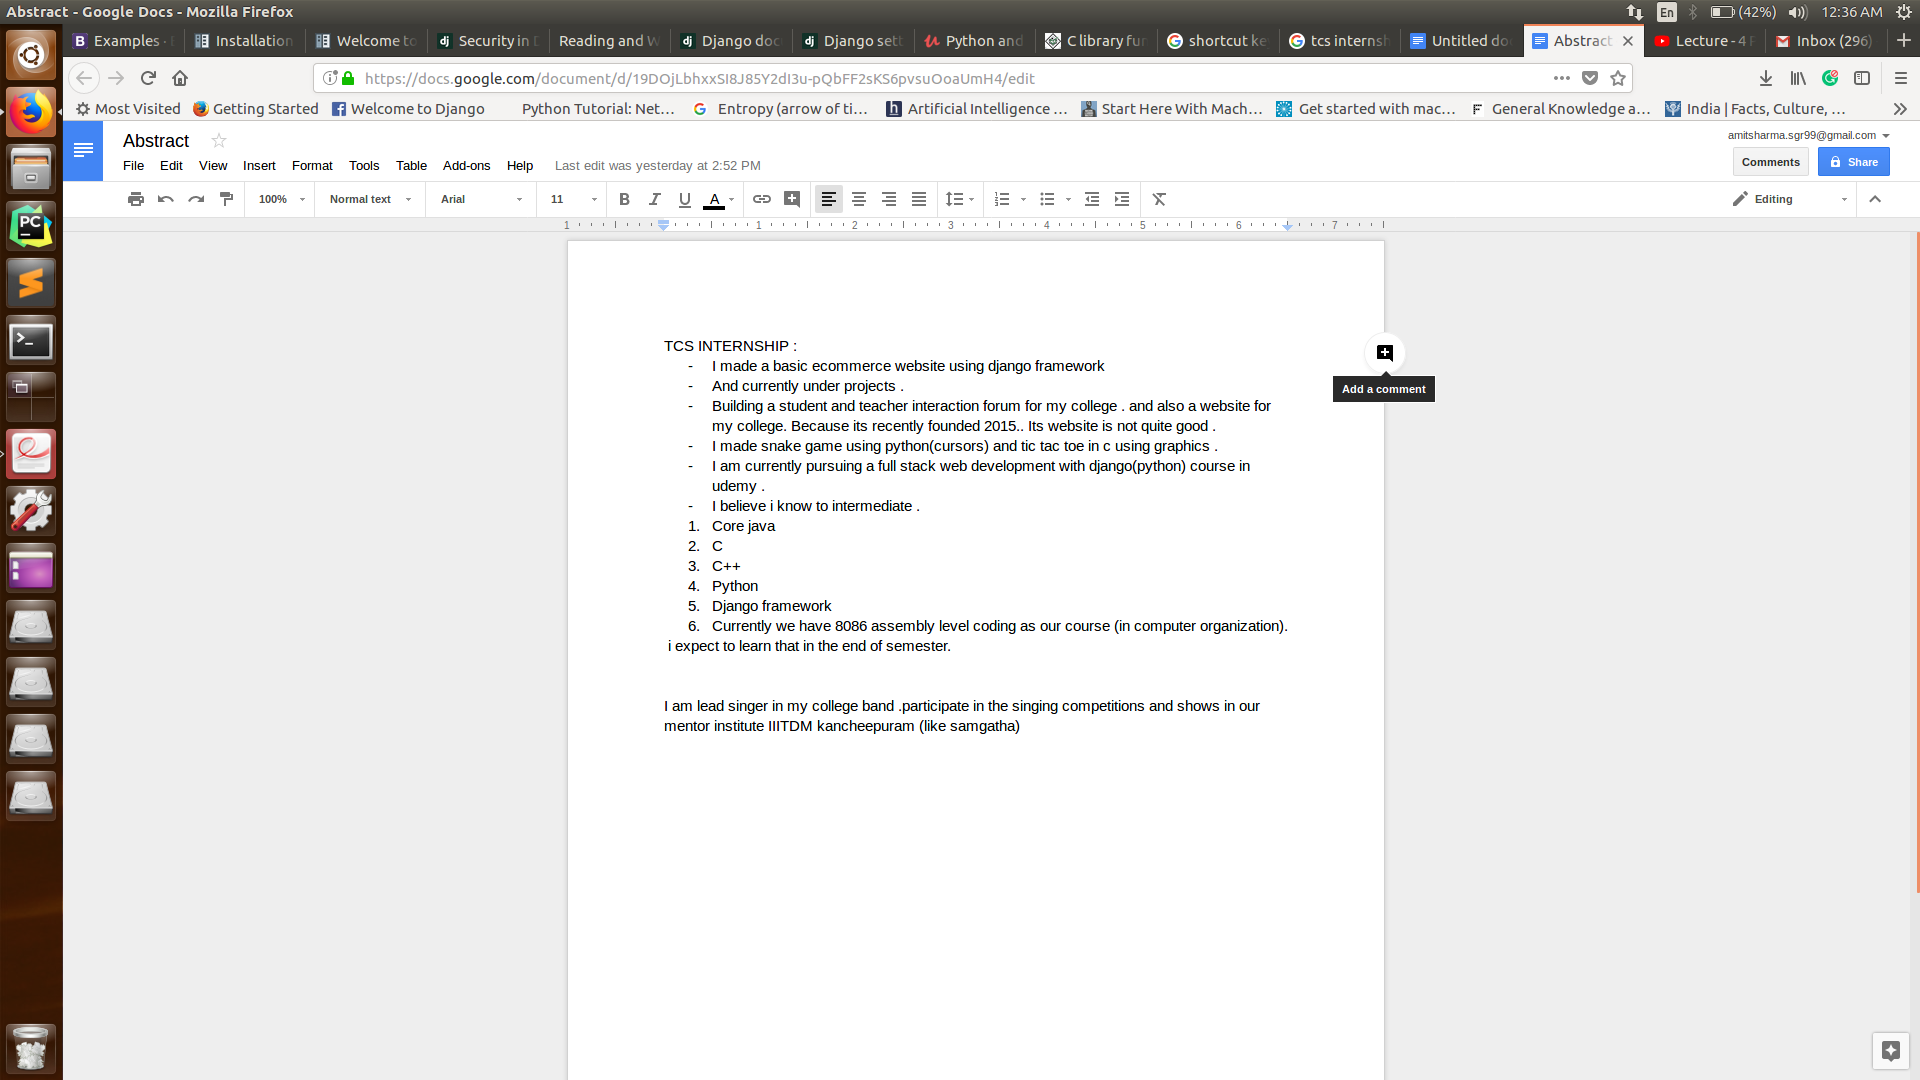 Abstract - Google Docs - Mozilla Firefox
En (42%) 12:36 AM
Examples - Installation Welcome to Security in Reading and W Django doc Django sett Python and C library fun shortcut ke tcs internsh Untitled do Abstract Lecture - 4 Inbox (296)
https://docs.google.com/document/d/19DOjLbhxxSI8J85Y2dI3u-pQbFF2sKS6pvsuOoaUmH4/edit
Most Visited Getting Started Welcome to Django Python Tutorial: Net... Entropy (arrow of ti... Artificial Intelligence ... Start Here With Mach... Get started with mac... General Knowledge a... India | Facts, Culture, ...
Abstract
amitsharma.sgr99@gmail.com
File Edit View Insert Format Tools Table Add-ons Help Last edit was yesterday at 2:52 PM
Comments Share
100% Normal text Arial 11 B I U A Editing
1 1 2 3 4 5 6 7
TCS INTERNSHIP :
- I made a basic ecommerce website using django framework
- And currently under projects .
- Building a student and teacher interaction forum for my college . and also a website for
my college. Because its recently founded 2015.. Its website is not quite good .
- I made snake game using python(cursors) and tic tac toe in c using graphics .
- I am currently pursuing a full stack web development with django(python) course in
udemy .
- I believe i know to intermediate .
1. Core java
2. C
3. C++
4. Python
5. Django framework
6. Currently we have 8086 assembly level coding as our course (in computer organization).
i expect to learn that in the end of semester.
I am lead singer in my college band .participate in the singing competitions and shows in our
mentor institute IIITDM kancheepuram (like samgatha)
Add a comment